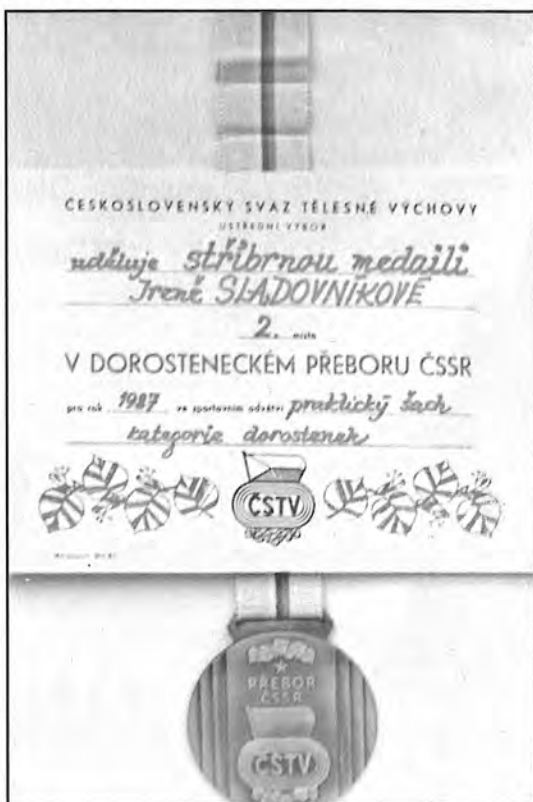 ČESKOSLOVENSKÝ SVAZ TĚLESNÉ VÝCHOVY
ÚSTŘEDNÍ VÝBOR
uděluje stříbrnou medaili
Ireně SLADOVNÍKOVÉ
2. místo
V DOROSTENECKÉM PŘEBORU ČSSR
pro rok 1987 ve sportovním odvětví praktický šach
kategorie dorostenek
ČSTV
PŘEBOR
ČSSR
ČSTV